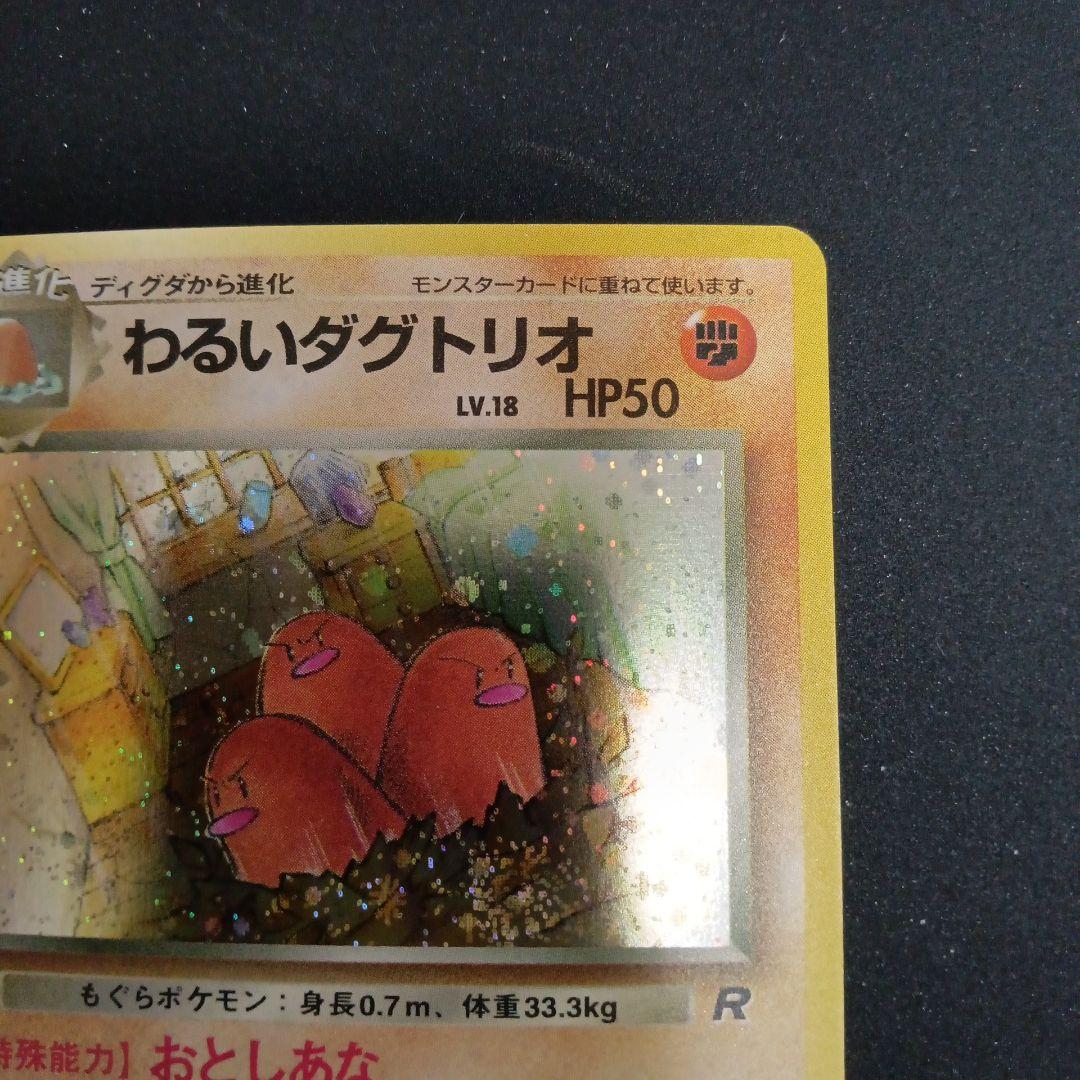 進化 ディグダから進化 モンスターカードに重ねて使います。
わるいダグトリオ
LV.18 HP50
もぐらポケモン：身長0.7m、体重33.3kg
R
特殊能力】おとしあな